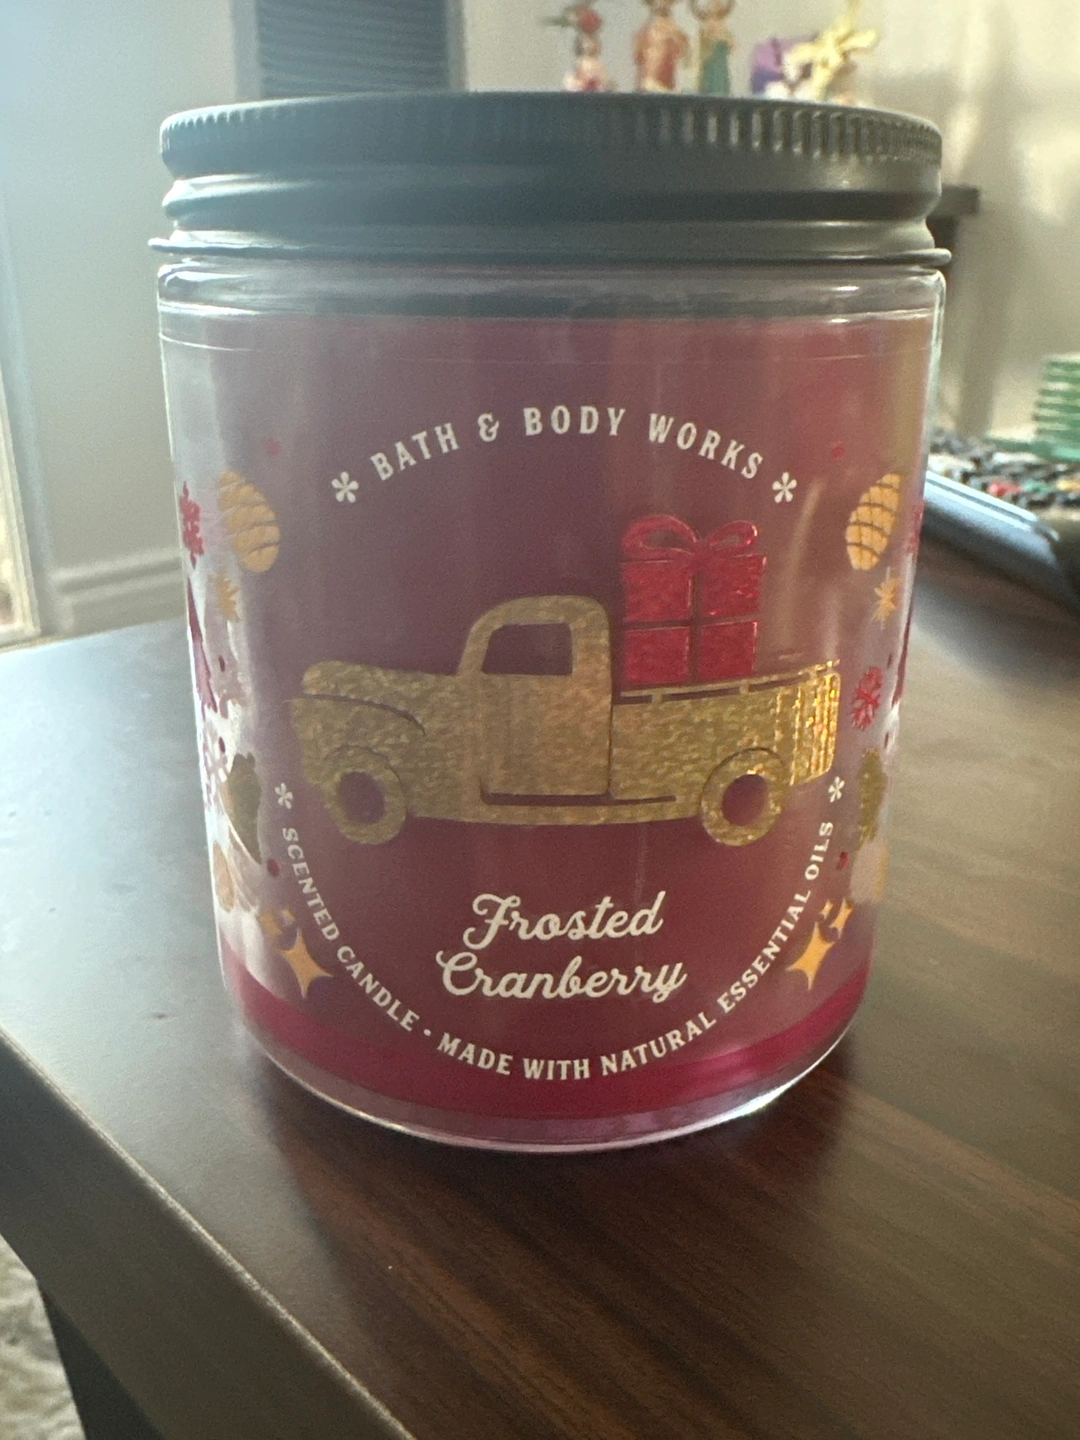 * BATH & BODY WORKS *
Frosted
Cranberry
* SCENTED CANDLE • MADE WITH NATURAL ESSENTIAL OILS *